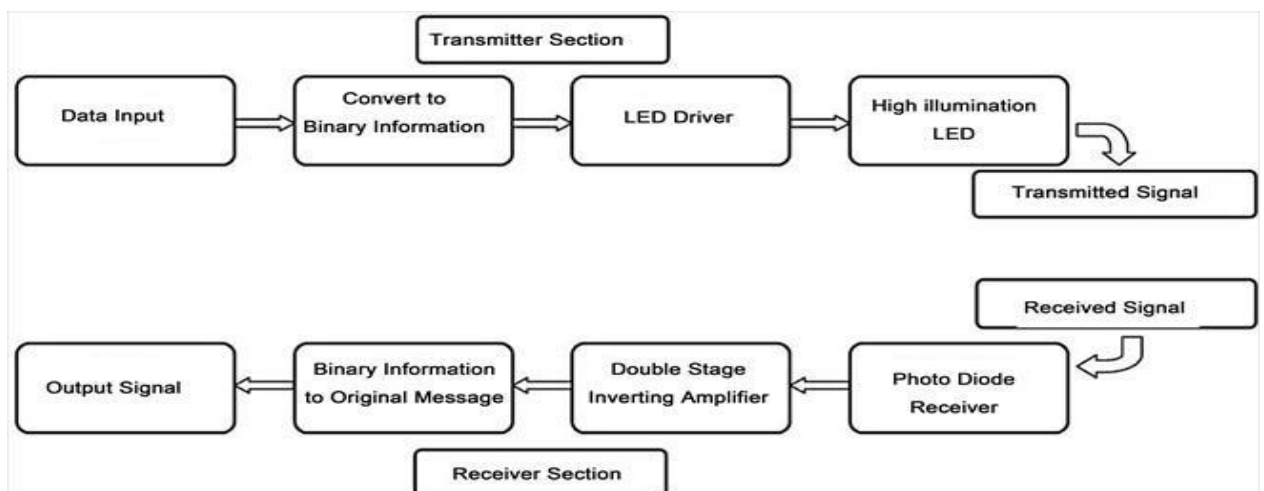 Transmitter Section
Data Input
Convert to
Binary Information
LED Driver
High illumination
LED
Transmitted Signal
Received Signal
Photo Diode
Receiver
Double Stage
Inverting Amplifier
Binary Information
to Original Message
Output Signal
Receiver Section